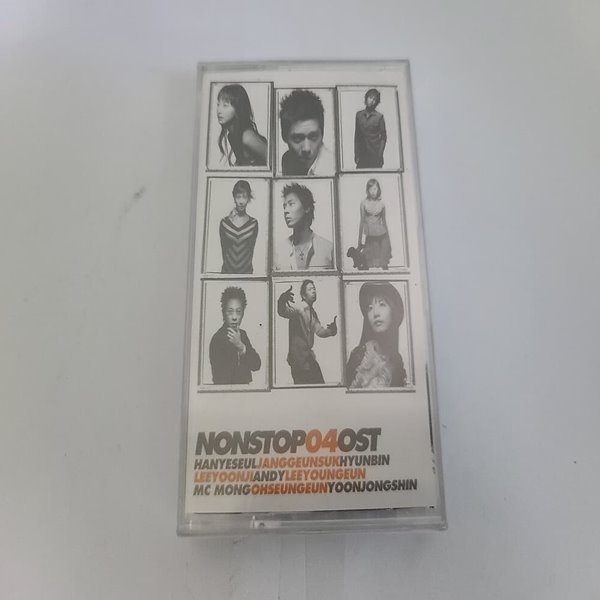 NONSTOP04OST
HANYESEULJANGGEUNSUKHYUNBIN
LEEYOONJIANDYLEEYOUNGEUN
MC MONGOHSEUNGEUNYOONJONGSHIN